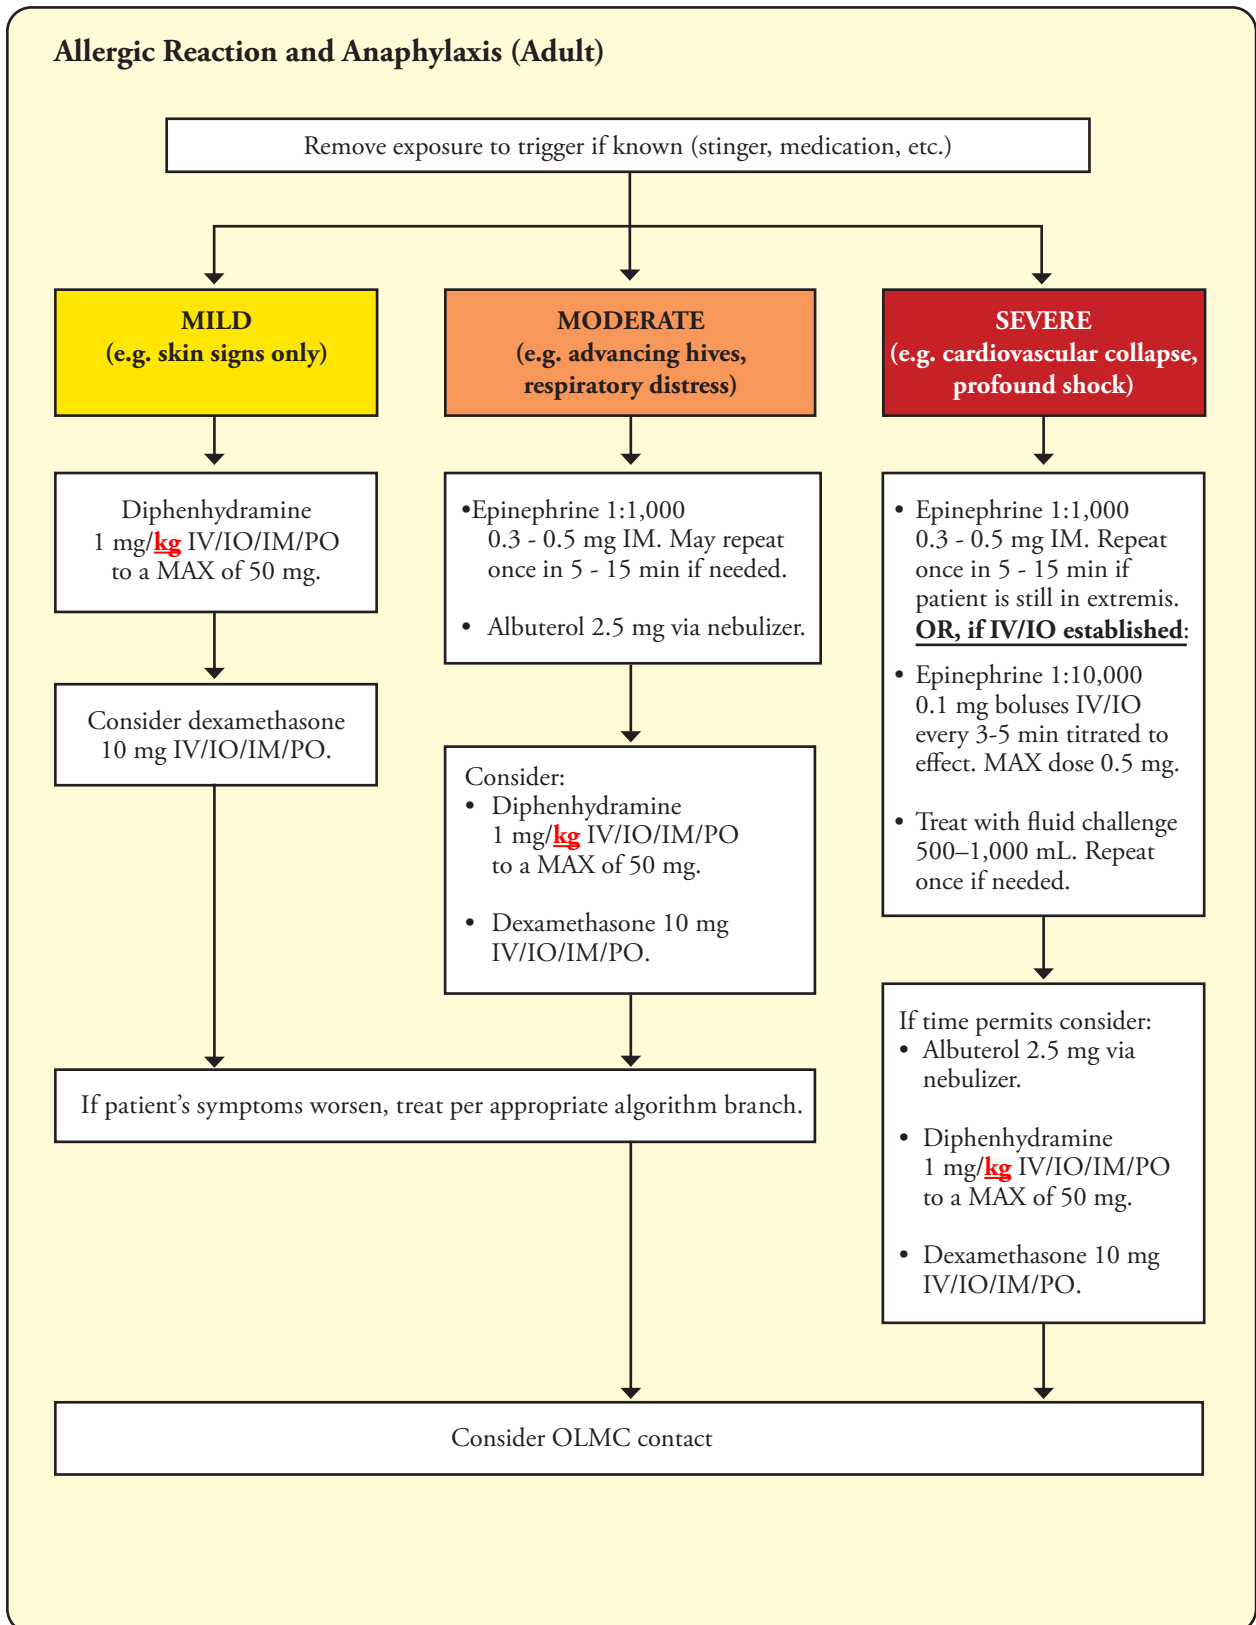 Allergic Reaction and Anaphylaxis (Adult)
Remove exposure to trigger if known (stinger, medication, etc.)
MILD
(e.g. skin signs only)
Diphenhydramine
1 mg/kg IV/IO/IM/PO
to a MAX of 50 mg.
Consider dexamethasone
10 mg IV/IO/IM/PO.
MODERATE
(e.g. advancing hives,
respiratory distress)
•Epinephrine 1:1,000
0.3 - 0.5 mg IM. May repeat
once in 5 - 15 min if needed.
• Albuterol 2.5 mg via nebulizer.
Consider:
• Diphenhydramine
1 mg/kg IV/IO/IM/PO
to a MAX of 50 mg.
• Dexamethasone 10 mg
IV/IO/IM/PO.
If patient’s symptoms worsen, treat per appropriate algorithm branch.
SEVERE
(e.g. cardiovascular collapse,
profound shock)
• Epinephrine 1:1,000
0.3 - 0.5 mg IM. Repeat
once in 5 - 15 min if
patient is still in extremis.
OR, if IV/IO established:
• Epinephrine 1:10,000
0.1 mg boluses IV/IO
every 3-5 min titrated to
effect. MAX dose 0.5 mg.
• Treat with fluid challenge
500–1,000 mL. Repeat
once if needed.
If time permits consider:
• Albuterol 2.5 mg via
nebulizer.
• Diphenhydramine
1 mg/kg IV/IO/IM/PO
to a MAX of 50 mg.
• Dexamethasone 10 mg
IV/IO/IM/PO.
Consider OLMC contact